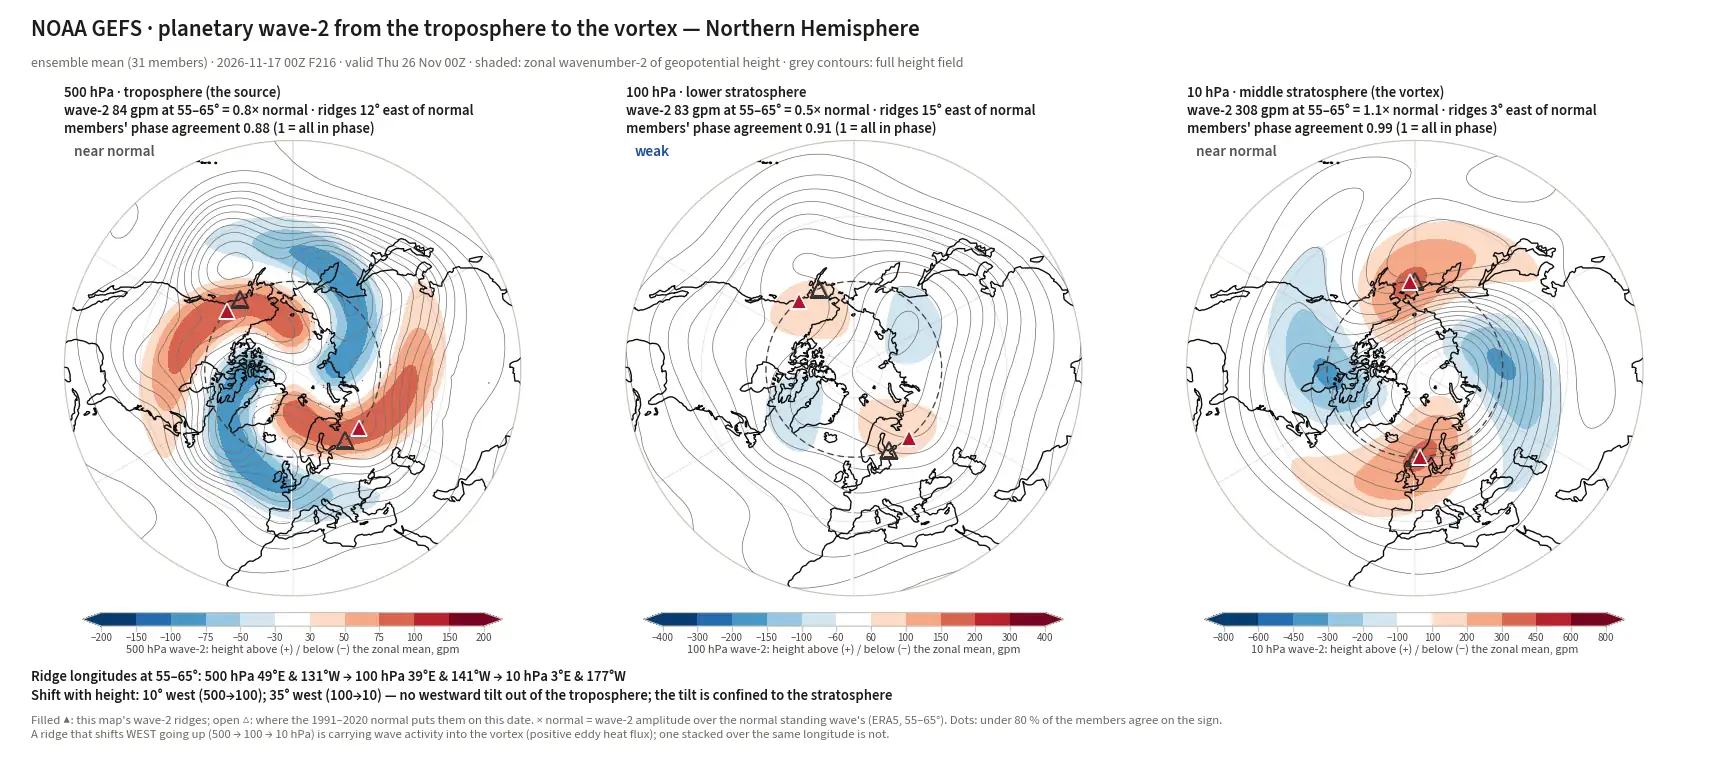 NOAA GEFS · planetary wave-2 from the troposphere to the vortex — Northern Hemisphere
ensemble mean (31 members) · 2026-11-17 00Z F216 · valid Thu 26 Nov 00Z · shaded: zonal wavenumber-2 of geopotential height · grey contours: full height field
500 hPa · troposphere (the source)
wave-2 84 gpm at 55–65° = 0.8× normal · ridges 12° east of normal
members' phase agreement 0.88 (1 = all in phase)
near normal
100 hPa · lower stratosphere
wave-2 83 gpm at 55–65° = 0.5× normal · ridges 15° east of normal
members' phase agreement 0.91 (1 = all in phase)
weak
10 hPa · middle stratosphere (the vortex)
wave-2 308 gpm at 55–65° = 1.1× normal · ridges 3° east of normal
members' phase agreement 0.99 (1 = all in phase)
near normal
−200 −150 −100 −75 −50 −30 30 50 75 100 150 200
500 hPa wave-2: height above (+) / below (−) the zonal mean, gpm
−400 −300 −200 −150 −100 −60 60 100 150 200 300 400
100 hPa wave-2: height above (+) / below (−) the zonal mean, gpm
−800 −600 −450 −300 −200 −100 100 200 300 450 600 800
10 hPa wave-2: height above (+) / below (−) the zonal mean, gpm
Ridge longitudes at 55–65°: 500 hPa 49°E & 131°W → 100 hPa 39°E & 141°W → 10 hPa 3°E & 177°W
Shift with height: 10° west (500→100); 35° west (100→10) — no westward tilt out of the troposphere; the tilt is confined to the stratosphere
Filled ▲: this map's wave-2 ridges; open △: where the 1991–2020 normal puts them on this date. × normal = wave-2 amplitude over the normal standing wave's (ERA5, 55–65°). Dots: under 80 % of the members agree on the sign.
A ridge that shifts WEST going up (500 → 100 → 10 hPa) is carrying wave activity into the vortex (positive eddy heat flux); one stacked over the same longitude is not.